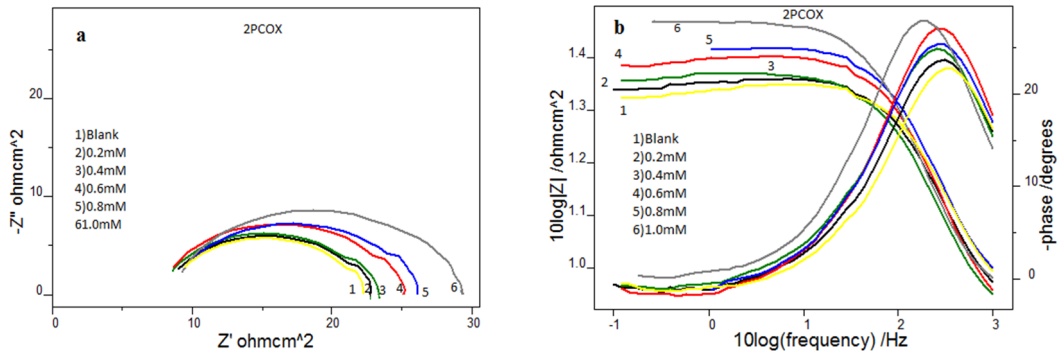 a
2PCOX
20
10
0
-Z" ohmcm^2
1)Blank
2)0.2mM
3)0.4mM
4)0.6mM
5)0.8mM
61.0mM
1 2 3 4 5 6
0 10 20 30
Z' ohmcm^2
b
2PCOX
1.4
1.3
1.2
1.1
1.0
10log|Z| /ohmcm^2
6
5
4
3
2
1
1)Blank
2)0.2mM
3)0.4mM
4)0.6mM
5)0.8mM
6)1.0mM
20
10
0
-phase /degrees
-1 0 1 2 3
10log(frequency) /Hz